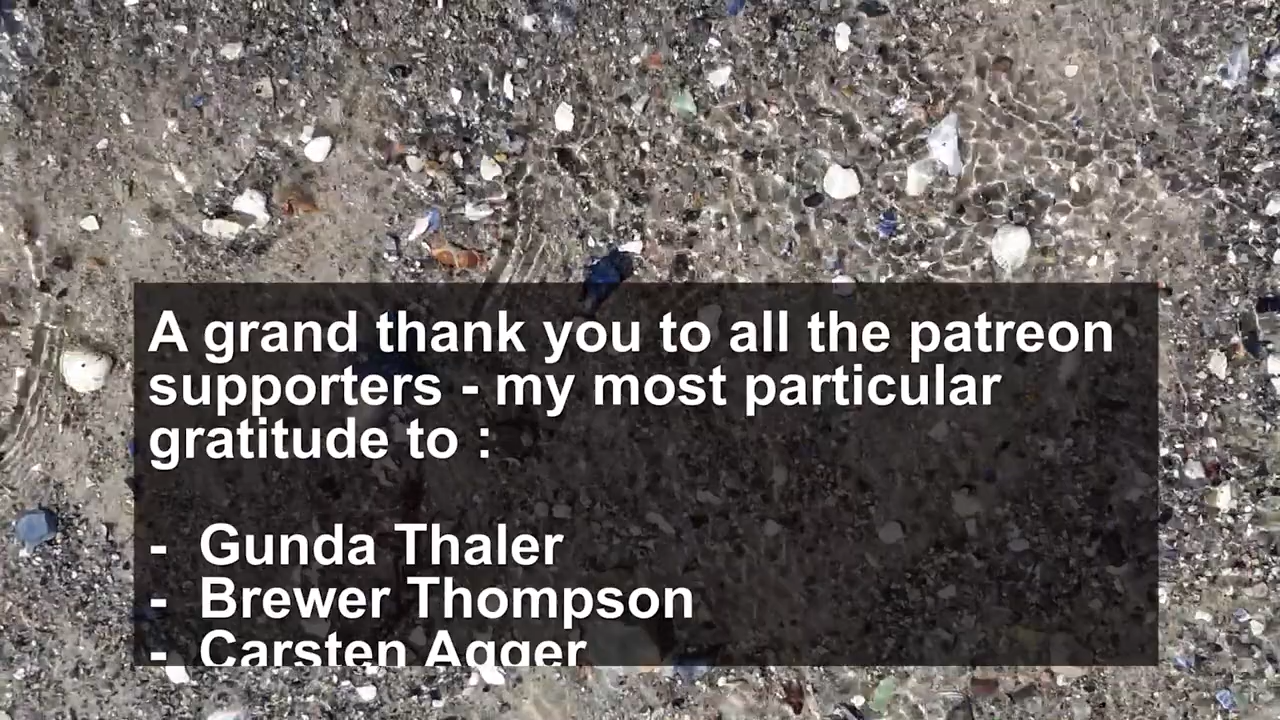 A grand thank you to all the patreon
supporters - my most particular
gratitude to :
- Gunda Thaler
- Brewer Thompson
- Carsten Agger